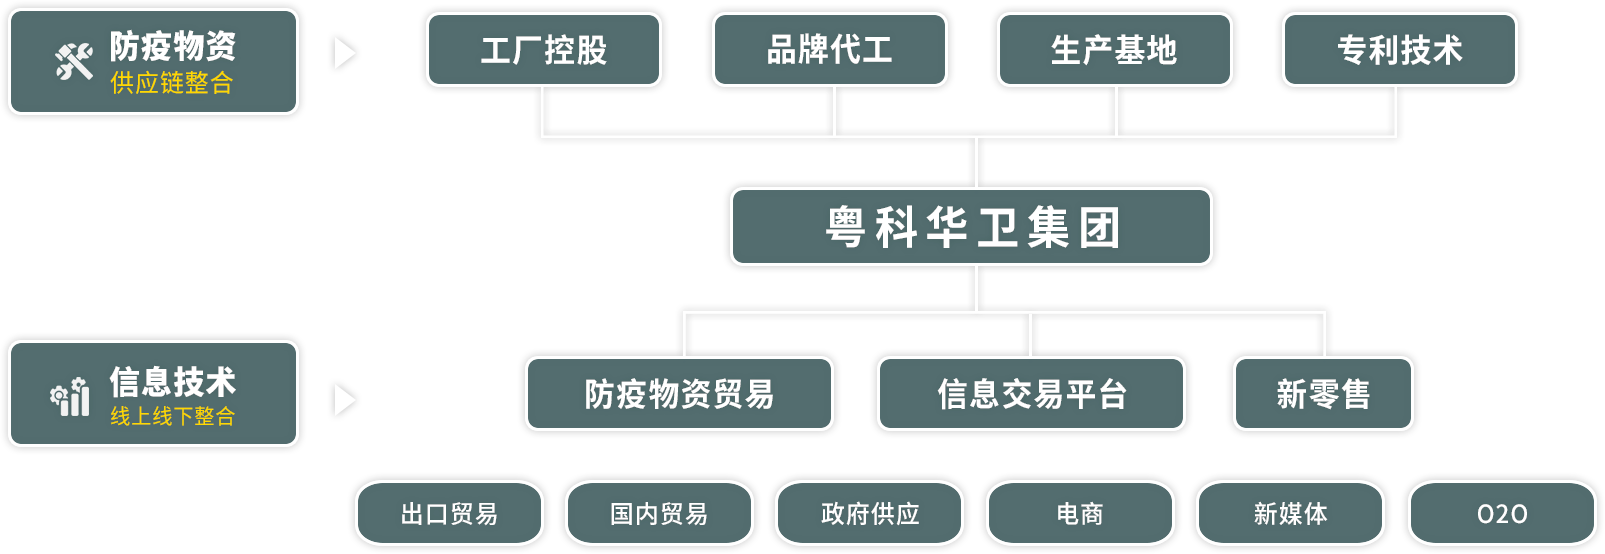 防疫物资
供应链整合
工厂控股
品牌代工
生产基地
专利技术
粤科华卫集团
信息技术
线上线下整合
防疫物资贸易
信息交易平台
新零售
出口贸易
国内贸易
政府供应
电商
新媒体
O2O